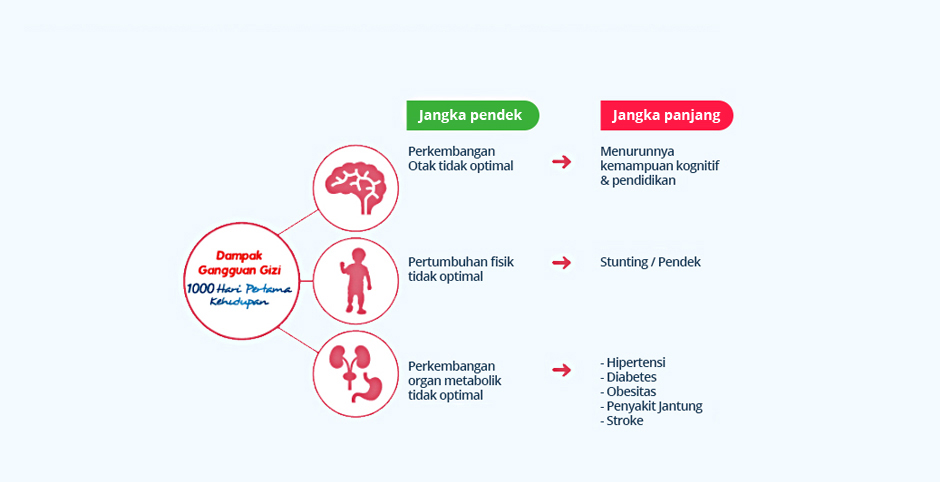 Jangka pendek
Jangka panjang
Perkembangan
Otak tidak optimal
Menurunnya
kemampuan kognitif
& pendidikan
Dampak
Gangguan Gizi
1000 Hari Pertama
Kehidupan
Pertumbuhan fisik
tidak optimal
Stunting / Pendek
Perkembangan
organ metabolik
tidak optimal
- Hipertensi
- Diabetes
- Obesitas
- Penyakit Jantung
- Stroke